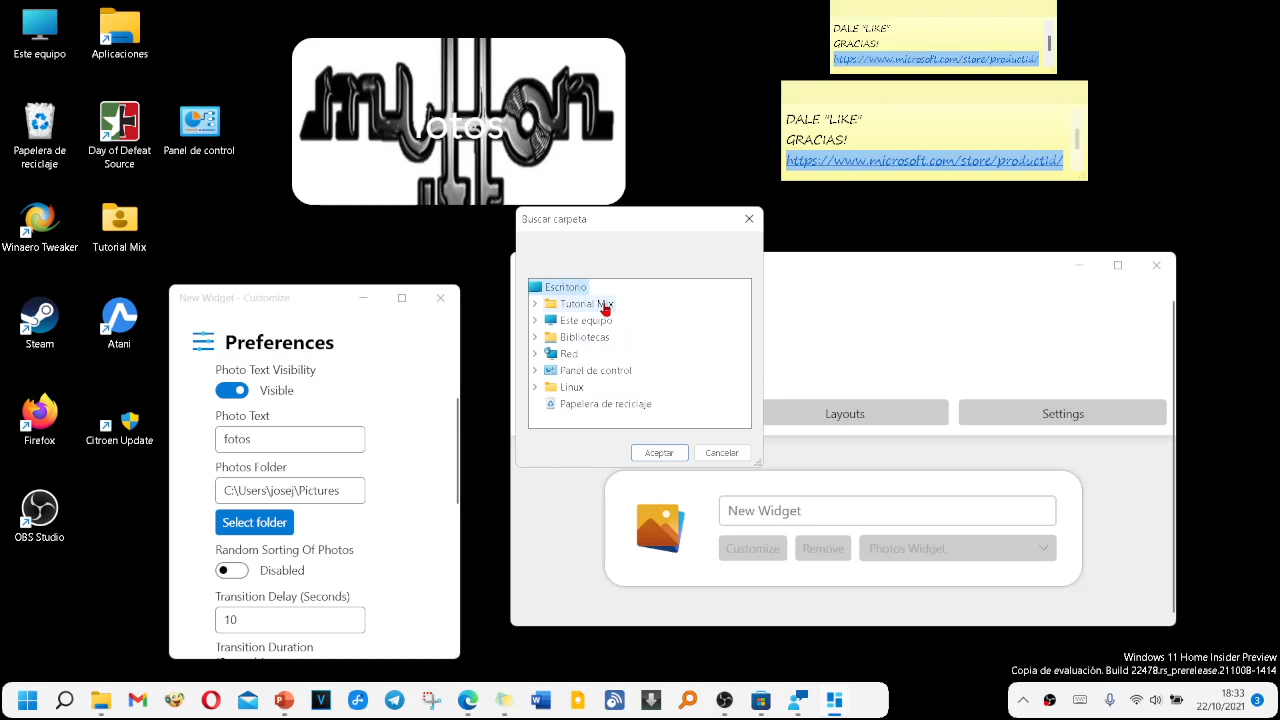 Este equipo
Aplicaciones
Papelera de
reciclaje
Day of Defeat
Source
Panel de control
Winaero Tweaker
Tutorial Mix
Steam
Atani
Firefox
Citroen Update
OBS Studio
fotos
DALE "LIKE"
GRACIAS!
https://www.microsoft.com/store/productId/
DALE "LIKE"
GRACIAS!
https://www.microsoft.com/store/productId/
New Widget - Customize
Preferences
Photo Text Visibility
Visible
Photo Text
fotos
Photos Folder
C:\Users\josej\Pictures
Select folder
Random Sorting Of Photos
Disabled
Transition Delay (Seconds)
10
Transition Duration
Buscar carpeta
Escritorio
Tutorial Mix
Este equipo
Bibliotecas
Red
Panel de control
Linux
Papelera de reciclaje
Aceptar
Cancelar
Layouts
Settings
New Widget
Customize
Remove
Photos Widget
Windows 11 Home Insider Preview
Copia de evaluación. Build 22478.rs_prerelease.211008-1414
18:33
22/10/2021
3